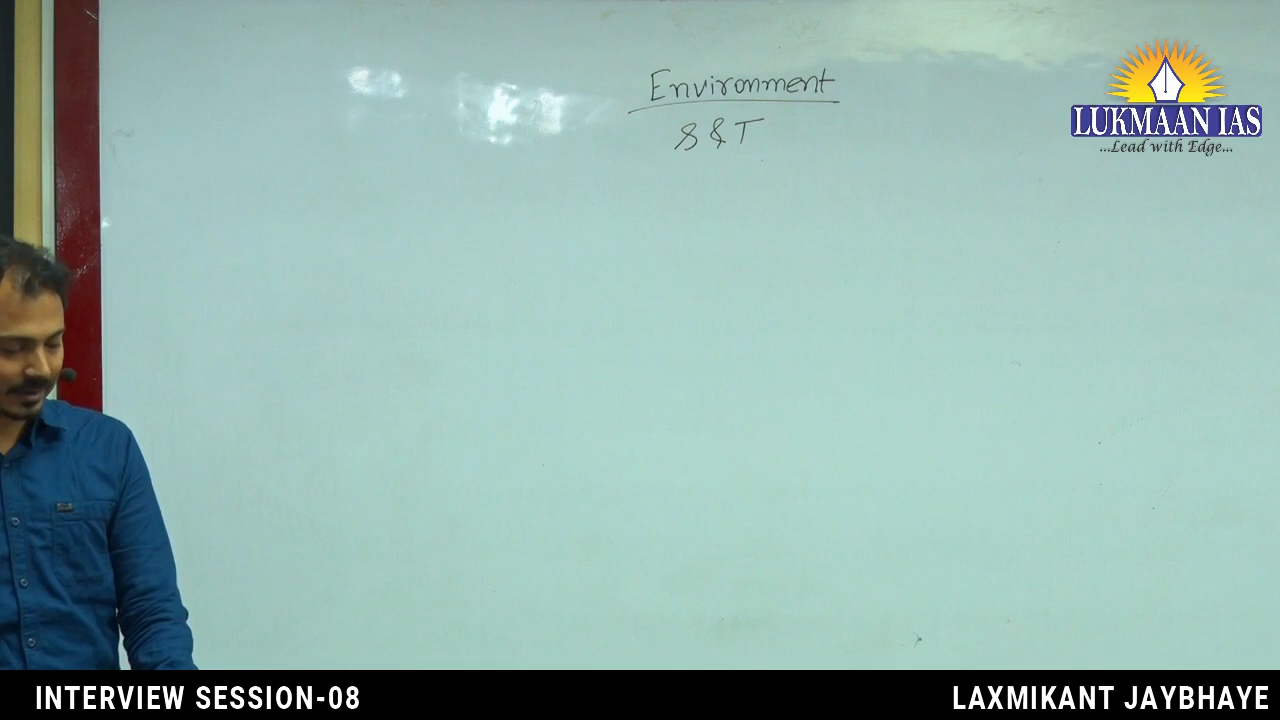 Environment
S & T
LUKMAAN IAS
...Lead with Edge...
INTERVIEW SESSION-08
LAXMIKANT JAYBHAYE